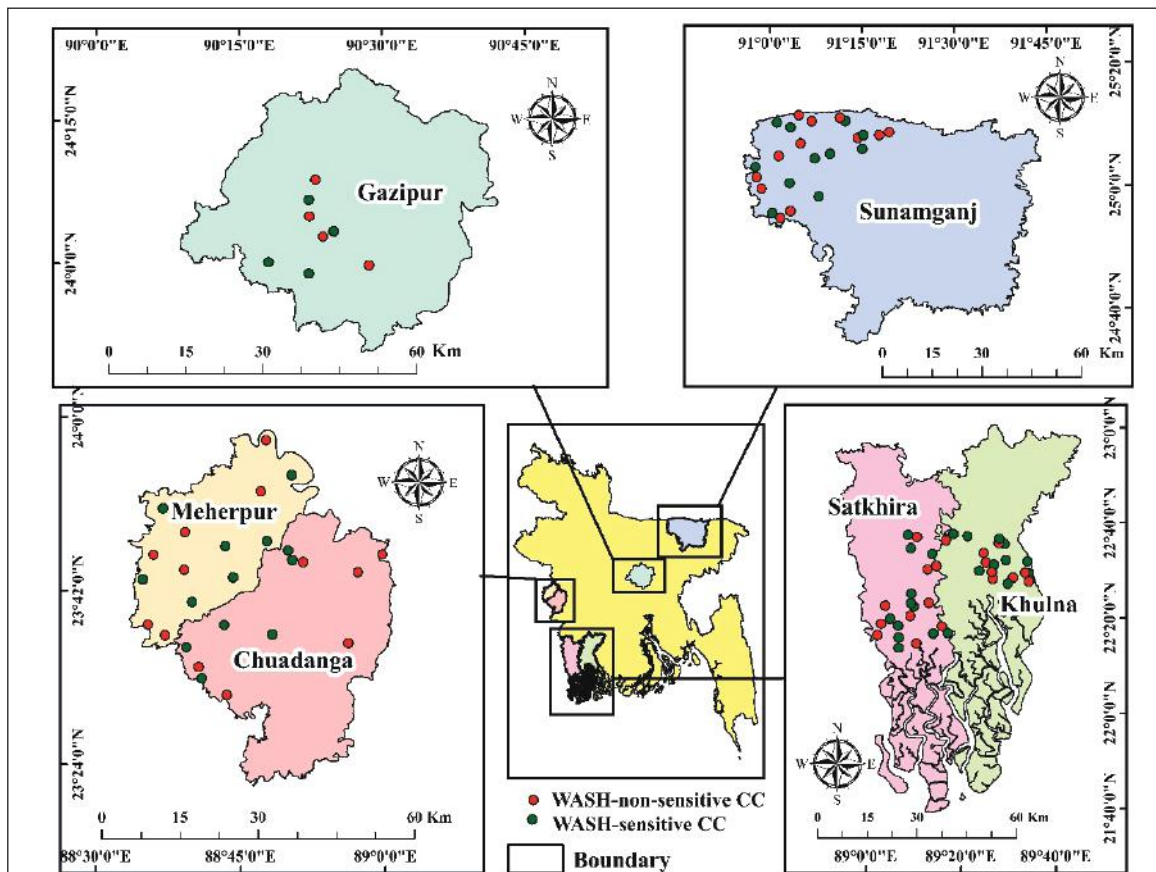 90°0'0"E 90°15'0"E 90°30'0"E 90°45'0"E
24°15'0"N
24°0'0"N
N
W E
S
Gazipur
0 15 30 60 Km
91°0'0"E 91°15'0"E 91°30'0"E 91°45'0"E
25°20'0"N
25°0'0"N
24°40'0"N
N
W E
S
Sunamganj
0 15 30 60 Km
24°0'0"N
23°42'0"N
23°24'0"N
N
W E
S
Meherpur
Chuadanga
0 15 30 60 Km
88°30'0"E 88°45'0"E 89°0'0"E
WASH-non-sensitive CC
WASH-sensitive CC
Boundary
23°0'0"N
22°40'0"N
22°20'0"N
22°0'0"N
21°40'0"N
Satkhira
Khulna
N
W E
S
0 15 30 60 Km
89°0'0"E 89°20'0"E 89°40'0"E